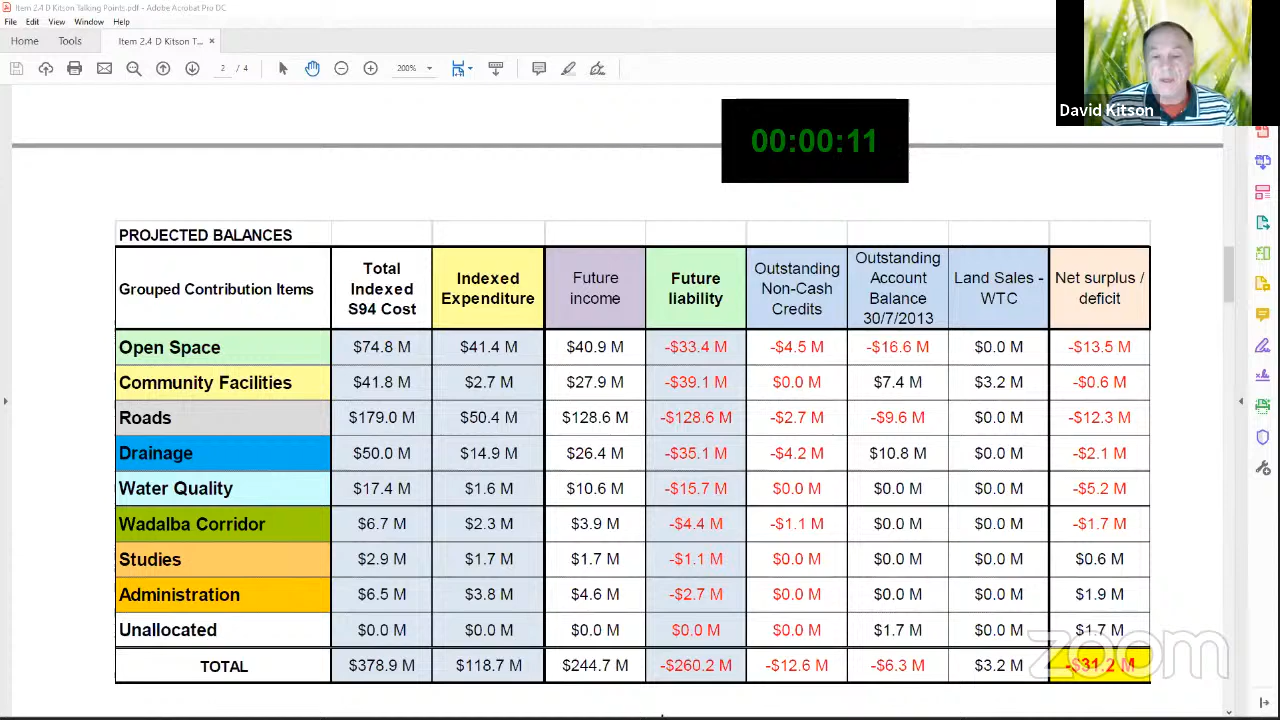 Item 2.4 D Kitson Talking Points.pdf - Adobe Acrobat Pro DC
File Edit View Window Help
Home Tools Item 2.4 D Kitson T... ×
2 / 4 200%
David Kitson
00:00:11
PROJECTED BALANCES
Grouped Contribution Items | Total Indexed S94 Cost | Indexed Expenditure | Future income | Future liability | Outstanding Non-Cash Credits | Outstanding Account Balance 30/7/2013 | Land Sales - WTC | Net surplus / deficit
Open Space | $74.8 M | $41.4 M | $40.9 M | -$33.4 M | -$4.5 M | -$16.6 M | $0.0 M | -$13.5 M
Community Facilities | $41.8 M | $2.7 M | $27.9 M | -$39.1 M | $0.0 M | $7.4 M | $3.2 M | -$0.6 M
Roads | $179.0 M | $50.4 M | $128.6 M | -$128.6 M | -$2.7 M | -$9.6 M | $0.0 M | -$12.3 M
Drainage | $50.0 M | $14.9 M | $26.4 M | -$35.1 M | -$4.2 M | $10.8 M | $0.0 M | -$2.1 M
Water Quality | $17.4 M | $1.6 M | $10.6 M | -$15.7 M | $0.0 M | $0.0 M | $0.0 M | -$5.2 M
Wadalba Corridor | $6.7 M | $2.3 M | $3.9 M | -$4.4 M | -$1.1 M | $0.0 M | $0.0 M | -$1.7 M
Studies | $2.9 M | $1.7 M | $1.7 M | -$1.1 M | $0.0 M | $0.0 M | $0.0 M | $0.6 M
Administration | $6.5 M | $3.8 M | $4.6 M | -$2.7 M | $0.0 M | $0.0 M | $0.0 M | $1.9 M
Unallocated | $0.0 M | $0.0 M | $0.0 M | $0.0 M | $0.0 M | $1.7 M | $0.0 M | $1.7 M
TOTAL | $378.9 M | $118.7 M | $244.7 M | -$260.2 M | -$12.6 M | -$6.3 M | $3.2 M | -$31.2 M
zoom